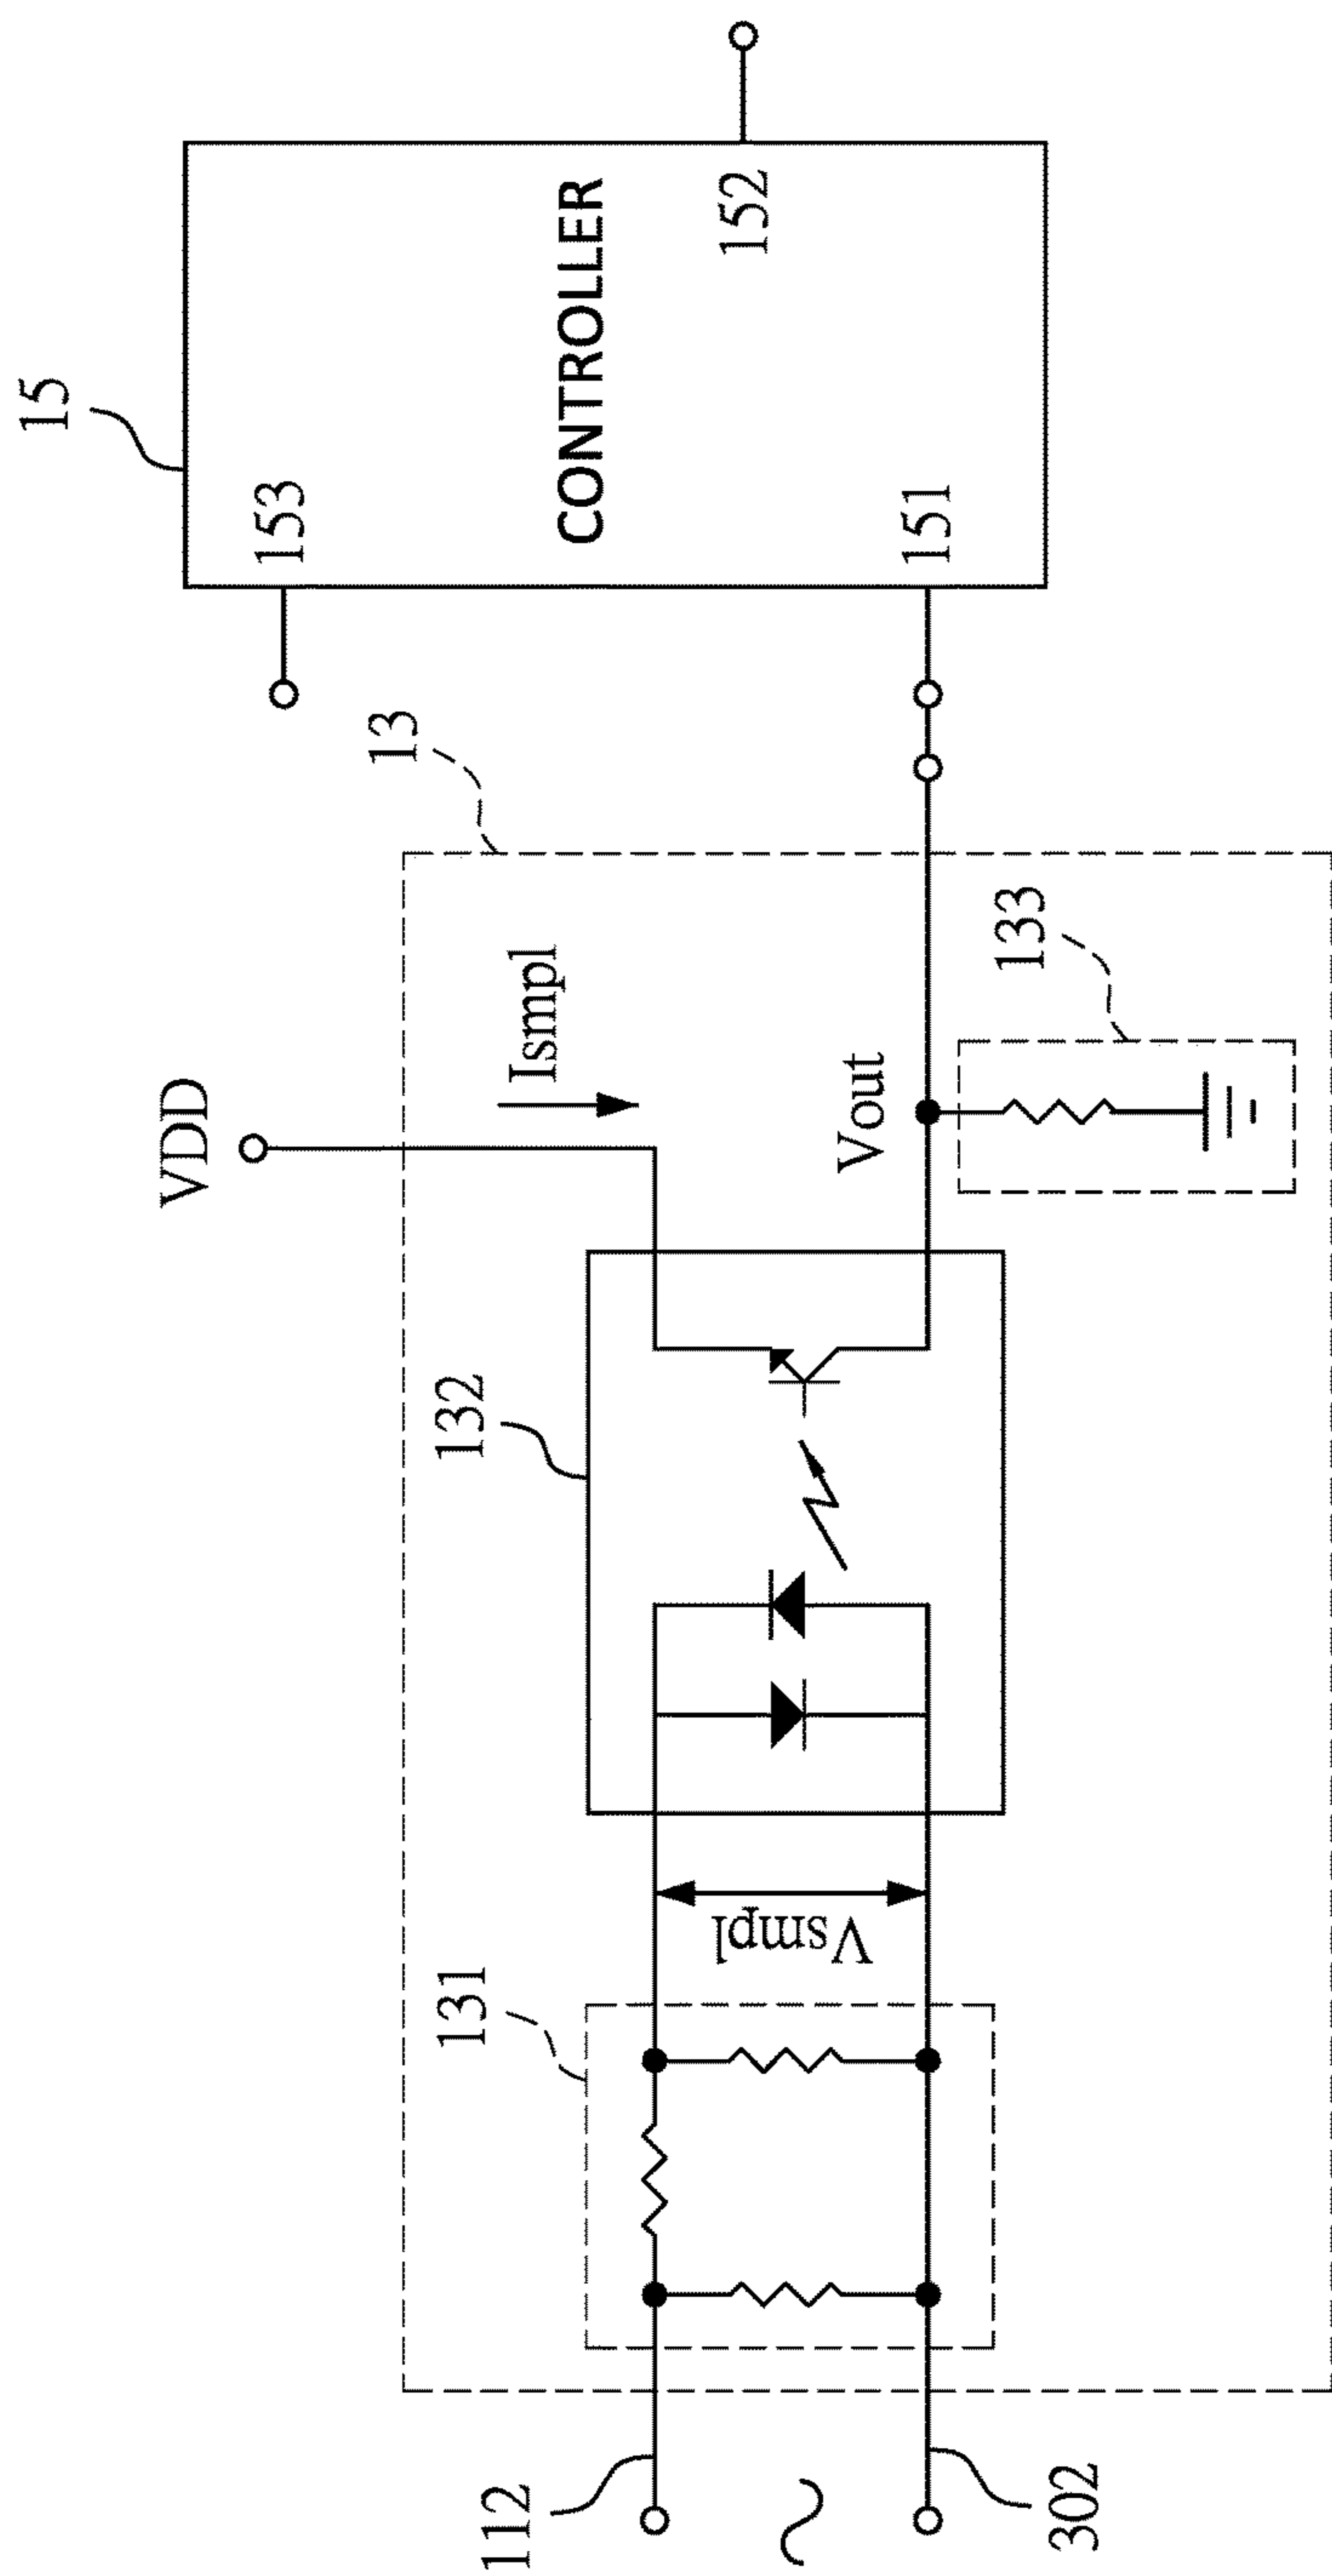 15
153
CONTROLLER
152
151
13
VDD
Ismpl
132
Vout
133
131
Vsmpl
112
302